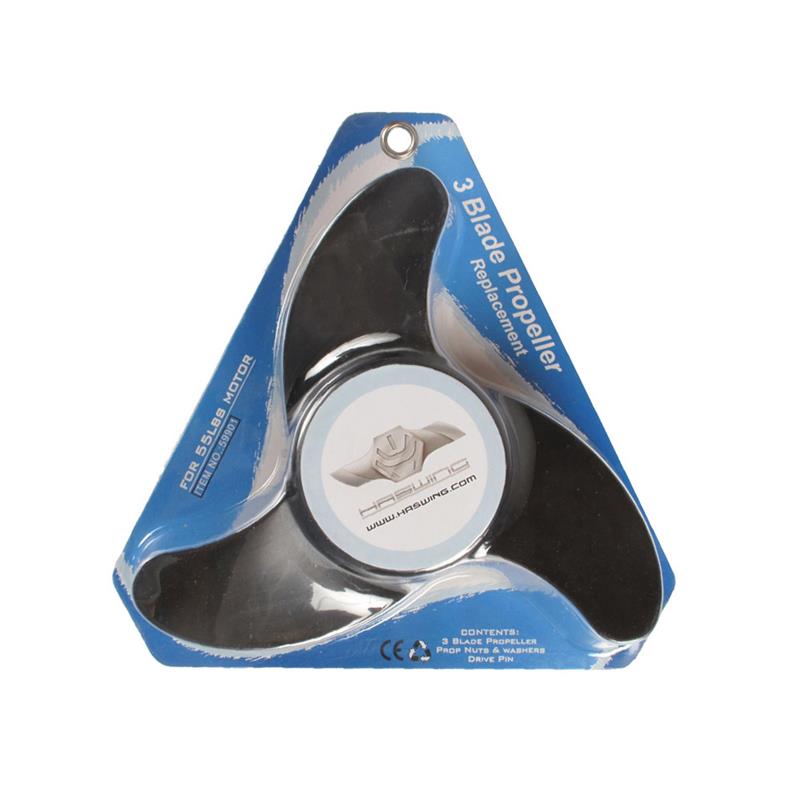 3 Blade Propeller
Replacement
FOR 55LBS MOTOR
ITEM NO.:59901
HASWING
WWW.HASWING.COM
CE
CONTENTS:
3 BLADE PROPELLER
PROP NUTS & WASHERS
DRIVE PIN